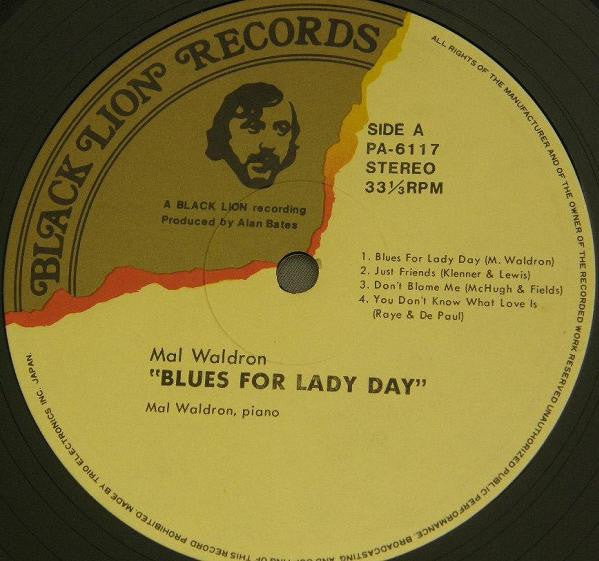 BLACK LION RECORDS
A BLACK LION recording
Produced by Alan Bates
SIDE A
PA-6117
STEREO
33⅓RPM
1. Blues For Lady Day (M. Waldron)
2. Just Friends (Klenner & Lewis)
3. Don't Blame Me (McHugh & Fields)
4. You Don't Know What Love Is
(Raye & De Paul)
Mal Waldron
"BLUES FOR LADY DAY"
Mal Waldron, piano
ALL RIGHTS OF THE MANUFACTURER AND OF THE OWNER OF THE RECORDED WORK RESERVED UNAUTHORIZED PUBLIC PERFORMANCE. BROADCASTING AND OF THIS RECORD PROHIBITED. MADE BY TRIO ELECTRONICS INC. JAPAN.